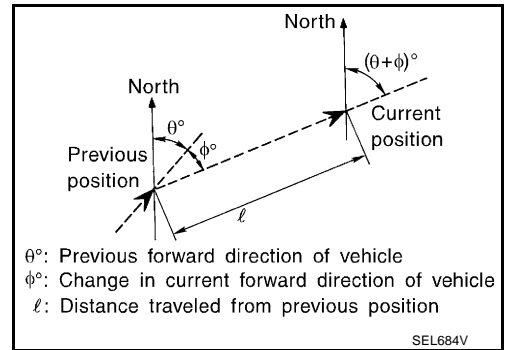 North
(θ+ϕ)°
North
θ°
ϕ°
Current
position
Previous
position
ℓ
θ°: Previous forward direction of vehicle
ϕ°: Change in current forward direction of vehicle
ℓ: Distance traveled from previous position
SEL684V